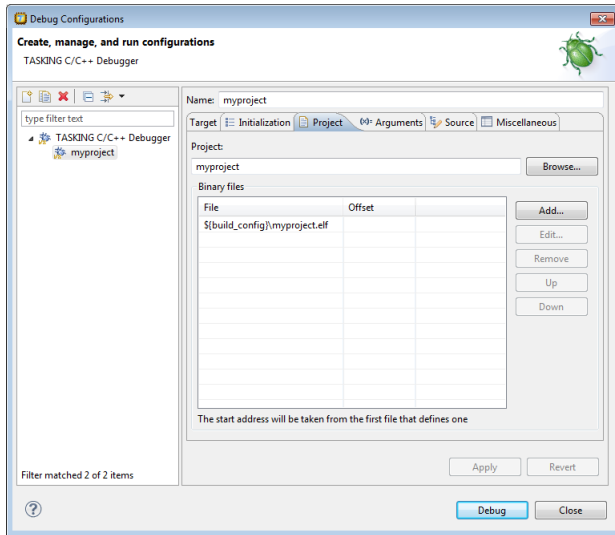 Debug Configurations
Create, manage, and run configurations
TASKING C/C++ Debugger
type filter text
TASKING C/C++ Debugger
myproject
Filter matched 2 of 2 items
Name: myproject
Target Initialization Project (x)= Arguments Source Miscellaneous
Project:
myproject Browse...
Binary files
File Offset
${build_config}\myproject.elf
Add...
Edit...
Remove
Up
Down
The start address will be taken from the first file that defines one
Apply Revert
? Debug Close